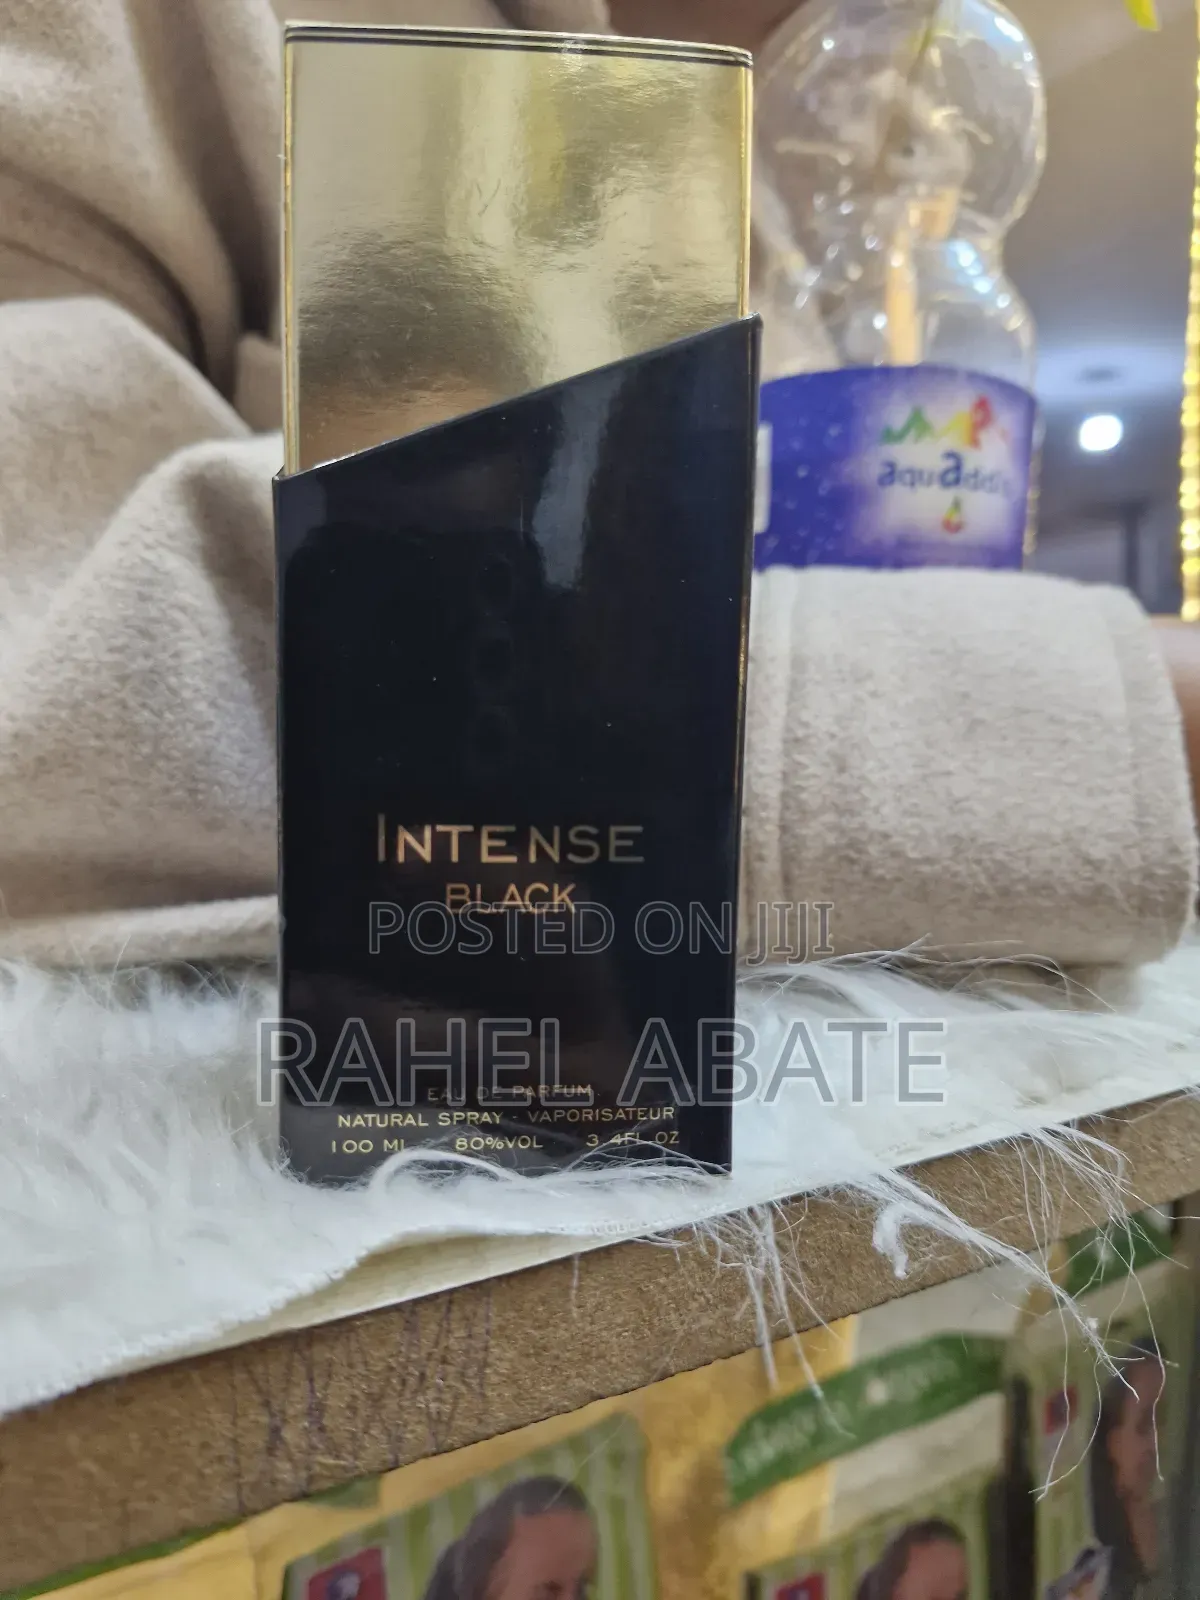 aquAddis
INTENSE
BLACK
POSTED ON JIJI
RAHEL ABATE
EAU DE PARFUM
NATURAL SPRAY - VAPORISATEUR
100 ML 80%VOL 3.4FL OZ